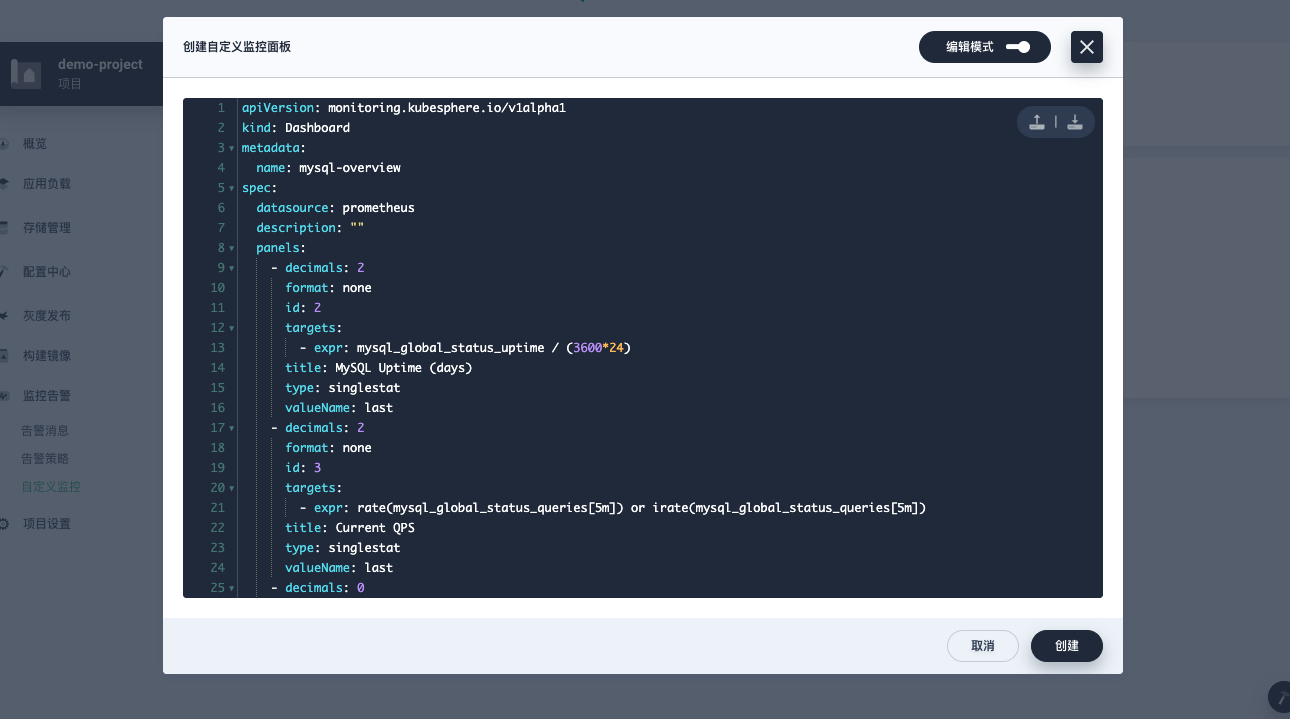 创建自定义监控面板
编辑模式
demo-project
项目
概览
应用负载
存储管理
配置中心
灰度发布
构建镜像
监控告警
告警消息
告警策略
自定义监控
项目设置
1 apiVersion: monitoring.kubesphere.io/v1alpha1
2 kind: Dashboard
3 metadata:
4   name: mysql-overview
5 spec:
6   datasource: prometheus
7   description: ""
8   panels:
9     - decimals: 2
10       format: none
11       id: 2
12       targets:
13         - expr: mysql_global_status_uptime / (3600*24)
14       title: MySQL Uptime (days)
15       type: singlestat
16       valueName: last
17     - decimals: 2
18       format: none
19       id: 3
20       targets:
21         - expr: rate(mysql_global_status_queries[5m]) or irate(mysql_global_status_queries[5m])
22       title: Current QPS
23       type: singlestat
24       valueName: last
25     - decimals: 0
取消
创建